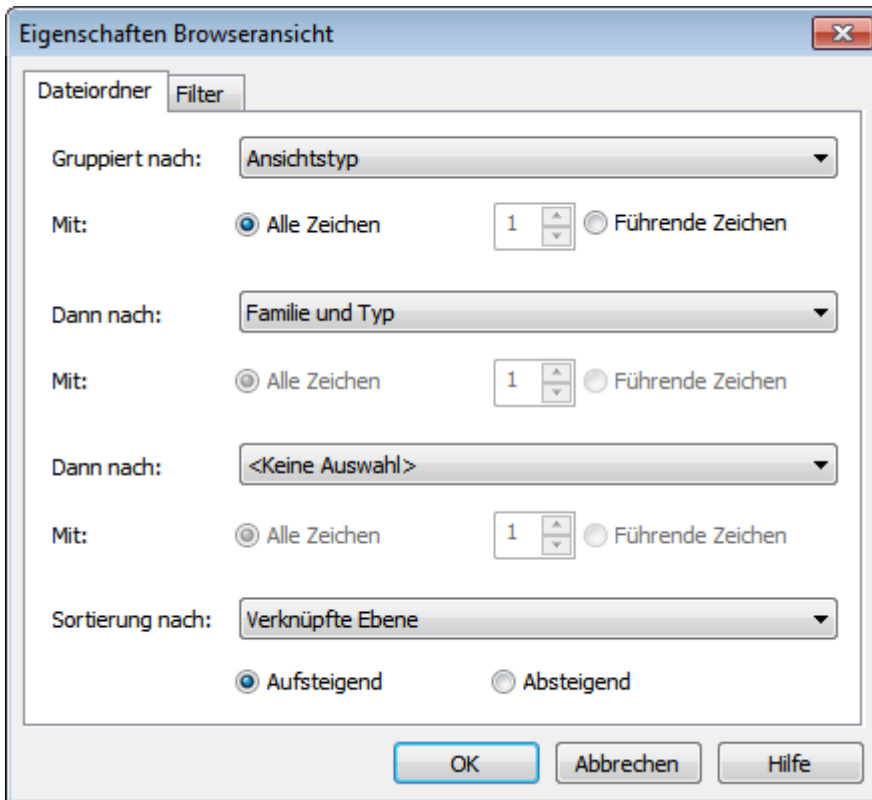 Eigenschaften Browseransicht
Dateiordner Filter
Gruppiert nach: Ansichtstyp
Mit: Alle Zeichen 1 Führende Zeichen
Dann nach: Familie und Typ
Mit: Alle Zeichen 1 Führende Zeichen
Dann nach: <Keine Auswahl>
Mit: Alle Zeichen 1 Führende Zeichen
Sortierung nach: Verknüpfte Ebene
Aufsteigend Absteigend
OK Abbrechen Hilfe